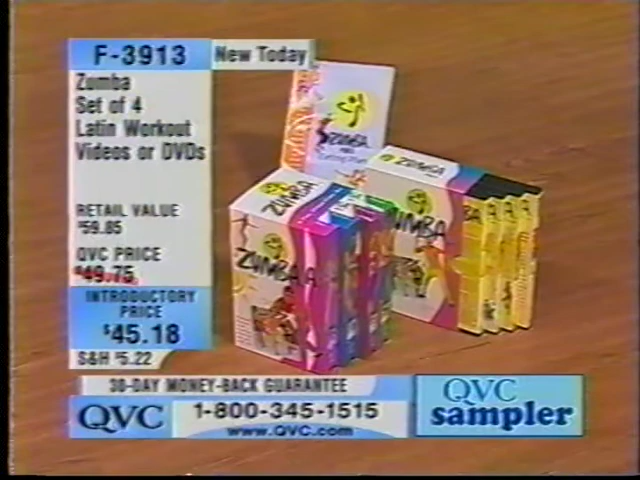 F-3913
New Today
Zumba
Set of 4
Latin Workout
Videos or DVDs
RETAIL VALUE
$59.85
QVC PRICE
$49.75
INTRODUCTORY
PRICE
$45.18
S&H $5.22
30-DAY MONEY-BACK GUARANTEE
QVC
1-800-345-1515
www.QVC.com
QVC
sampler
ZUMBA
ZUMBA
ZUMBA
ZUMBA
ZUMBA